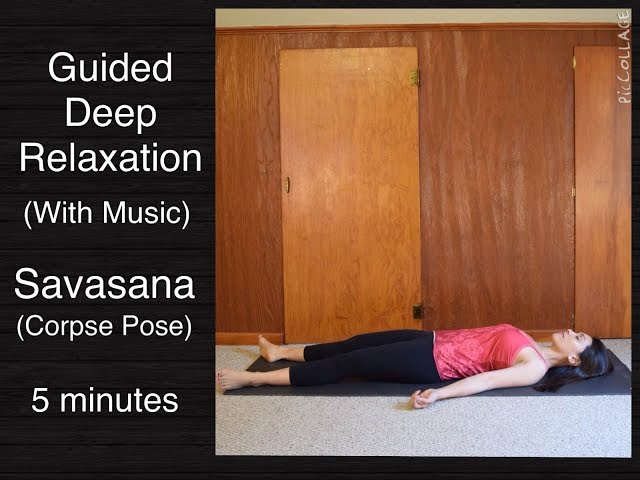 Guided
Deep
Relaxation
(With Music)
Savasana
(Corpse Pose)
5 minutes
PicCOLLAGE